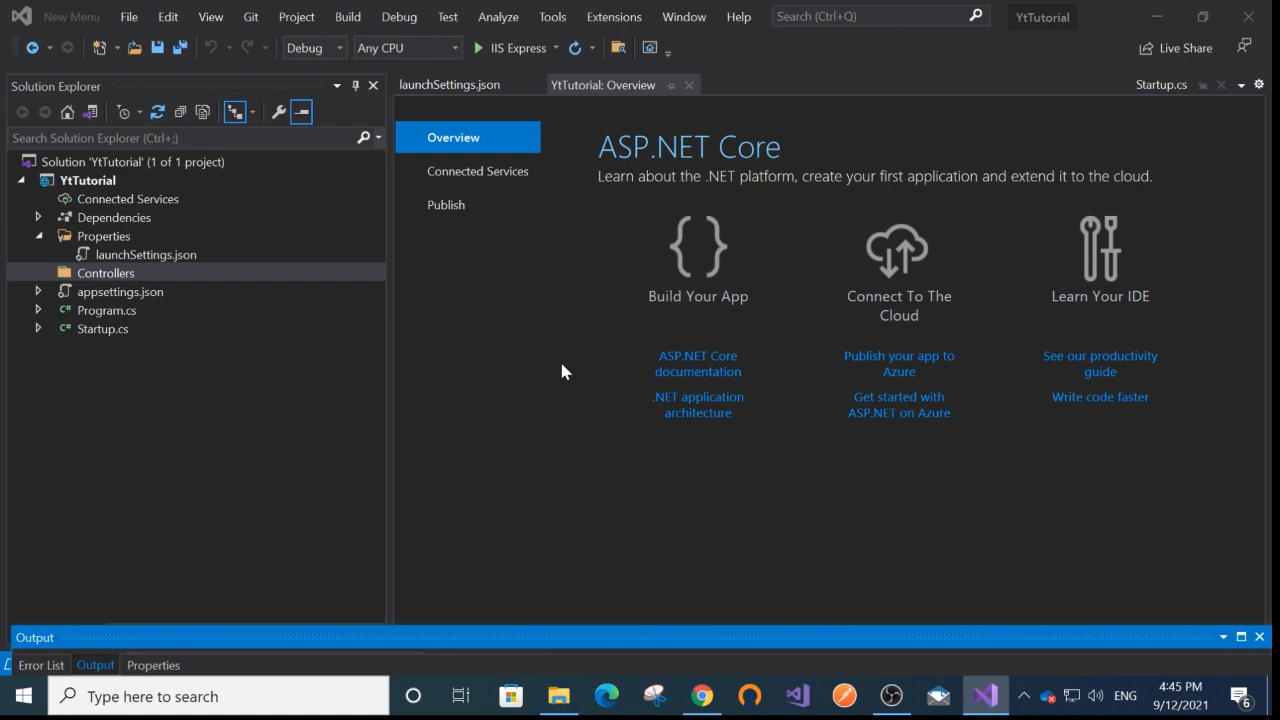 New Menu File Edit View Git Project Build Debug Test Analyze Tools Extensions Window Help Search (Ctrl+Q) YtTutorial
Debug Any CPU IIS Express Live Share
Solution Explorer
launchSettings.json YtTutorial: Overview Startup.cs
Search Solution Explorer (Ctrl+;)
Solution 'YtTutorial' (1 of 1 project)
YtTutorial
Connected Services
Dependencies
Properties
launchSettings.json
Controllers
appsettings.json
C# Program.cs
C# Startup.cs
Overview
Connected Services
Publish
ASP.NET Core
Learn about the .NET platform, create your first application and extend it to the cloud.
Build Your App
ASP.NET Core
documentation
.NET application
architecture
Connect To The
Cloud
Publish your app to
Azure
Get started with
ASP.NET on Azure
Learn Your IDE
See our productivity
guide
Write code faster
Output
Error List Output Properties
Type here to search
ENG
4:45 PM
9/12/2021
6